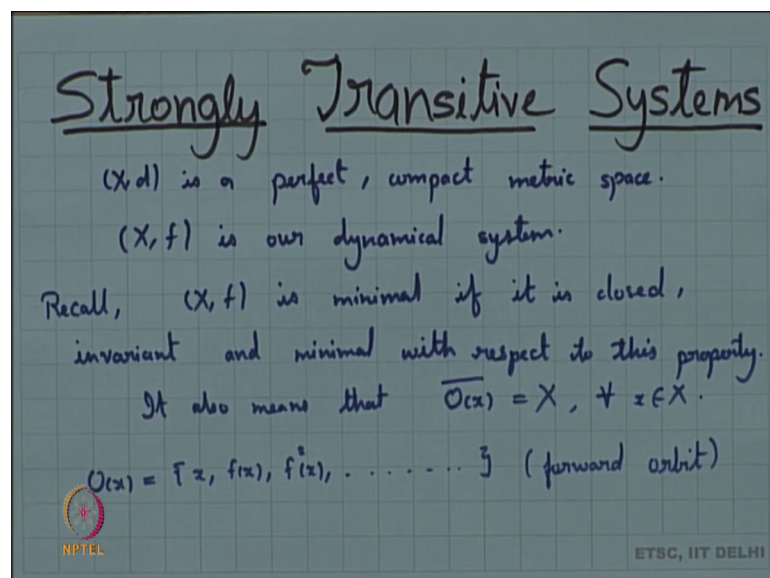 Strongly Transitive Systems
(X,d) is a perfect, compact metric space.
(X,f) is our dynamical system.
Recall, (X,f) is minimal if it is closed,
invariant and minimal with respect to this property.
It also means that \overline{O(x)} = X, ∀ x∈X.
O(x) = {x, f(x), f²(x), ........} (forward orbit)
NPTEL
ETSC, IIT DELHI